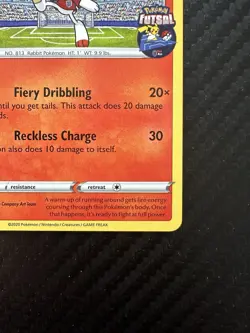 Pokémon
FUTSAL
NO. 813 Rabbit Pokémon HT: 1' WT: 9.9 lbs.
Fiery Dribbling 20×
until you get tails. This attack does 20 damage
ds.
Reckless Charge 30
on also does 10 damage to itself.
resistance retreat
A warm-up of running around gets fire energy
coursing through this Pokémon's body. Once
that happens, it's ready to fight at full power.
©2020 Pokémon / Nintendo / Creatures / GAME FREAK